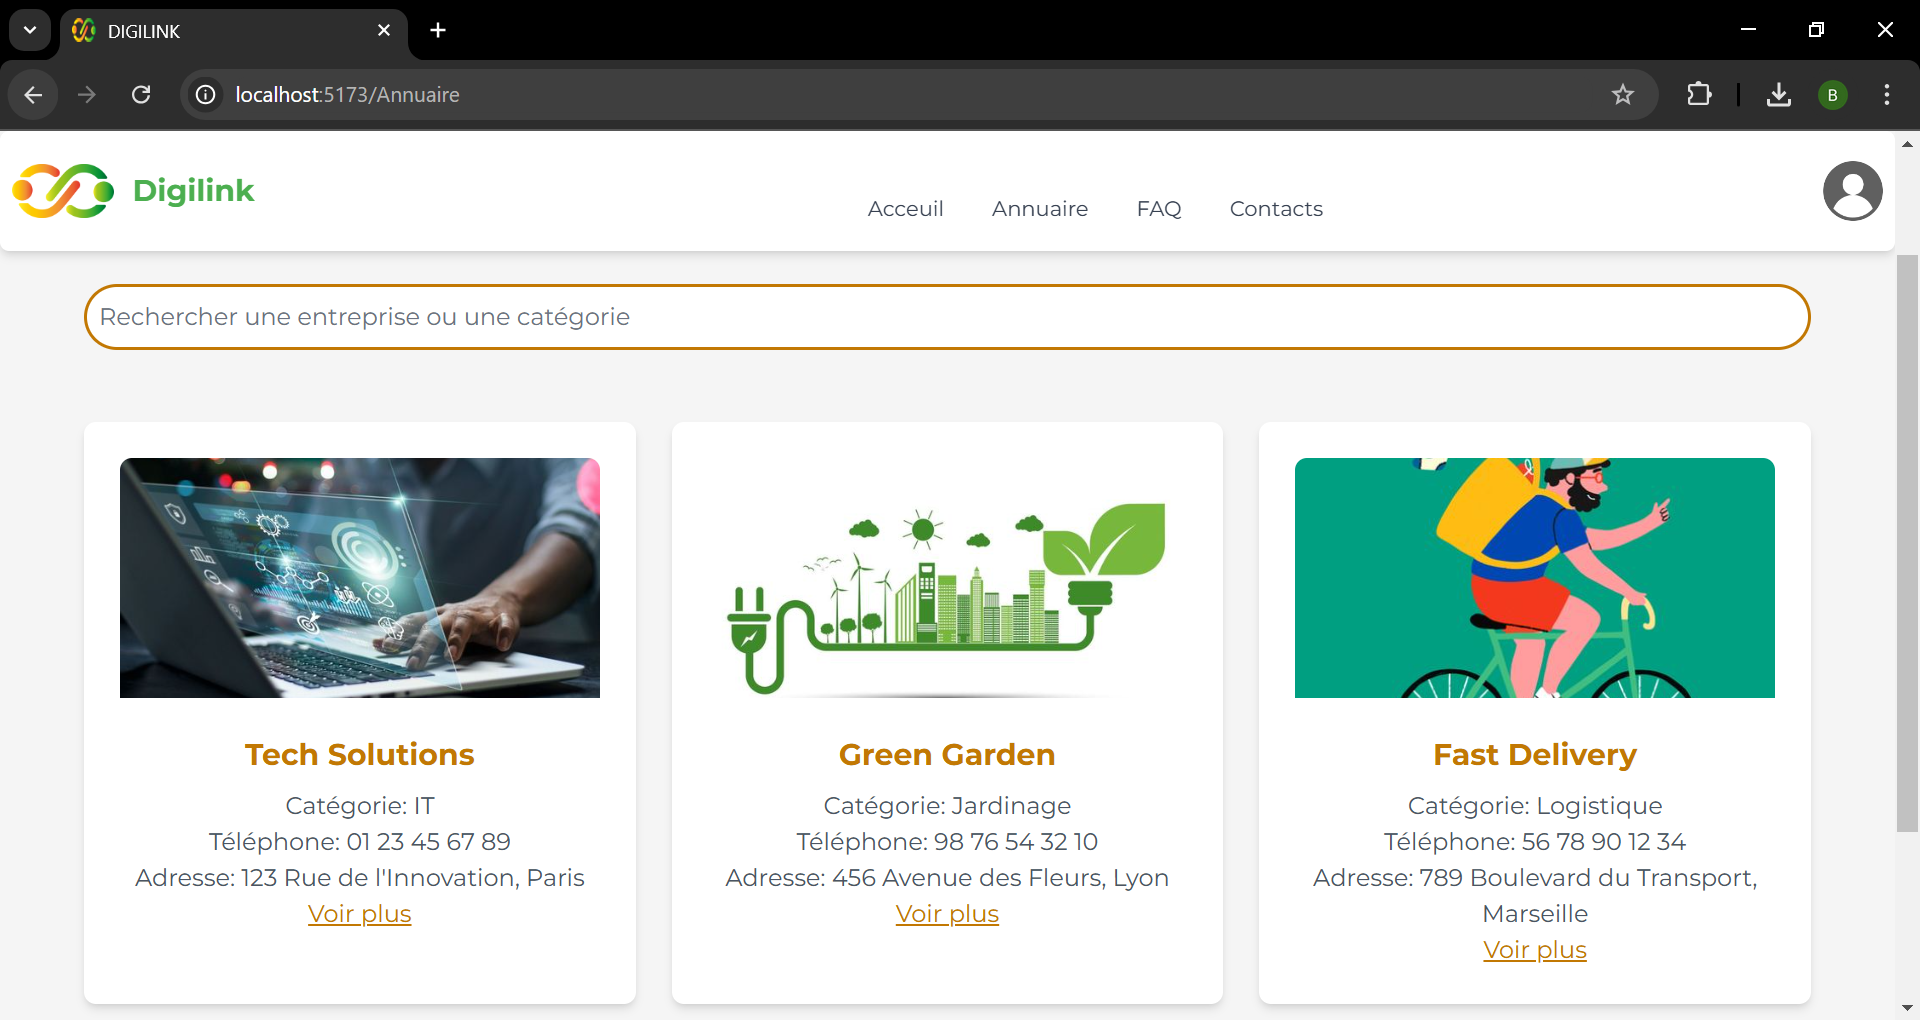 DIGILINK
localhost:5173/Annuaire
B
Digilink
Acceuil Annuaire FAQ Contacts
Rechercher une entreprise ou une catégorie
Tech Solutions
Catégorie: IT
Téléphone: 01 23 45 67 89
Adresse: 123 Rue de l'Innovation, Paris
Voir plus
Green Garden
Catégorie: Jardinage
Téléphone: 98 76 54 32 10
Adresse: 456 Avenue des Fleurs, Lyon
Voir plus
Fast Delivery
Catégorie: Logistique
Téléphone: 56 78 90 12 34
Adresse: 789 Boulevard du Transport,
Marseille
Voir plus